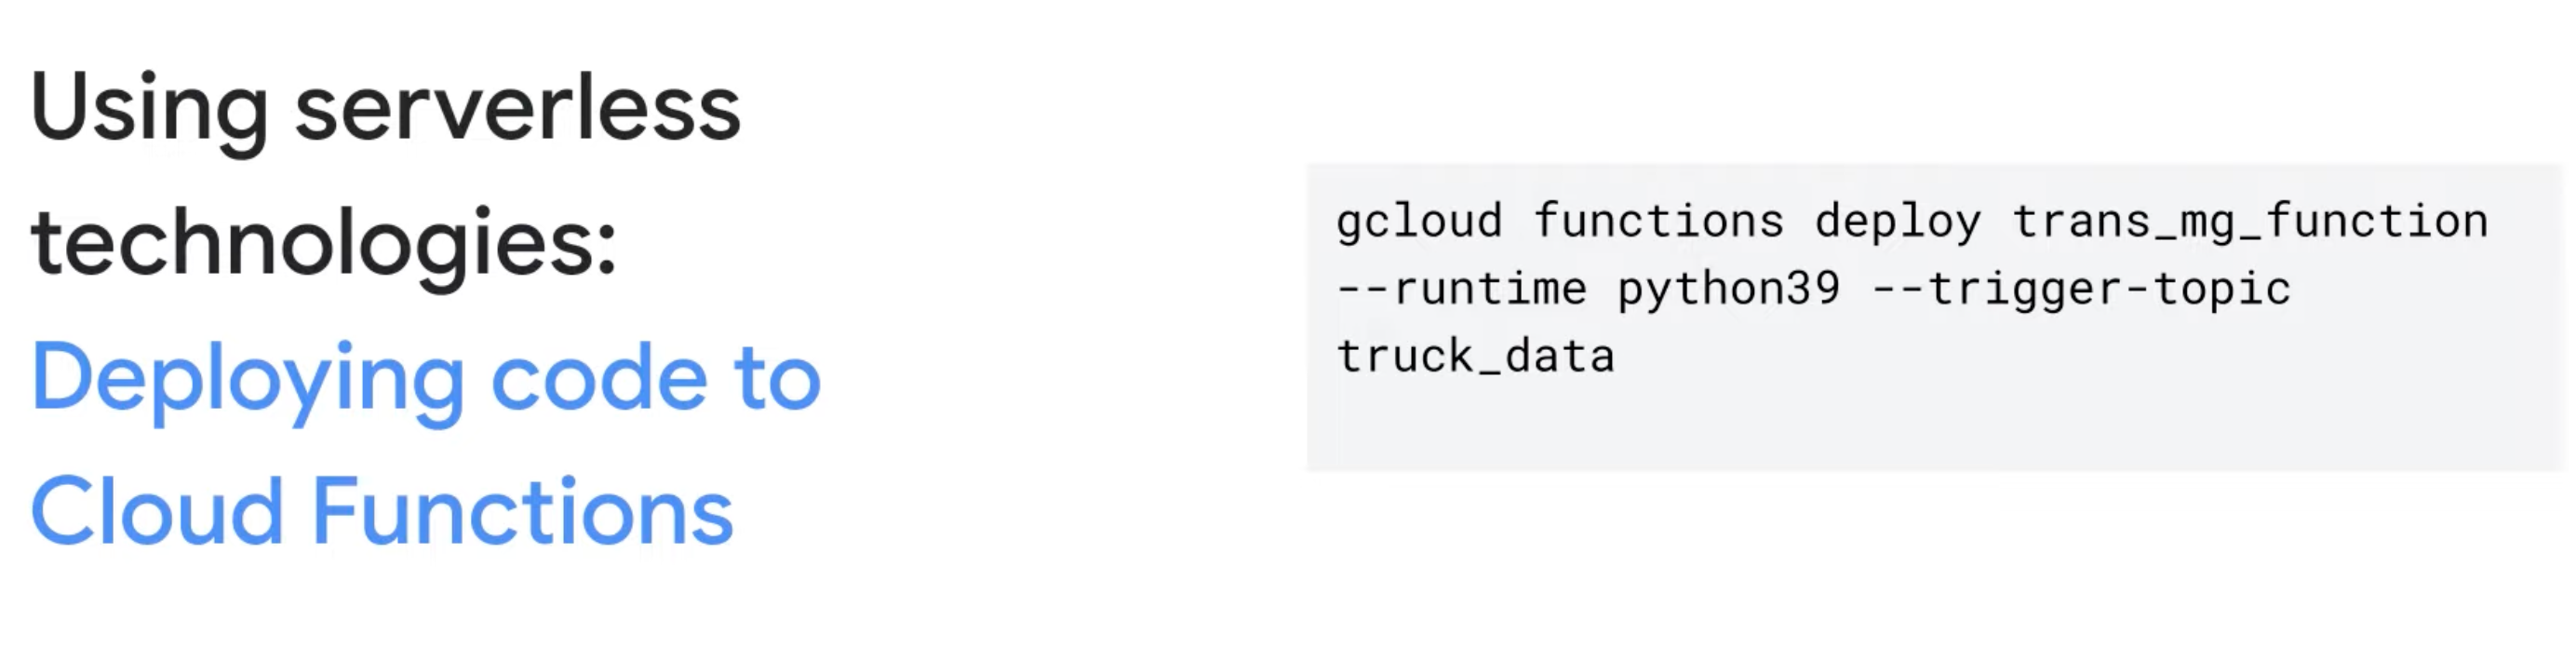 Using serverless
technologies:
Deploying code to
Cloud Functions
gcloud functions deploy trans_mg_function
--runtime python39 --trigger-topic
truck_data